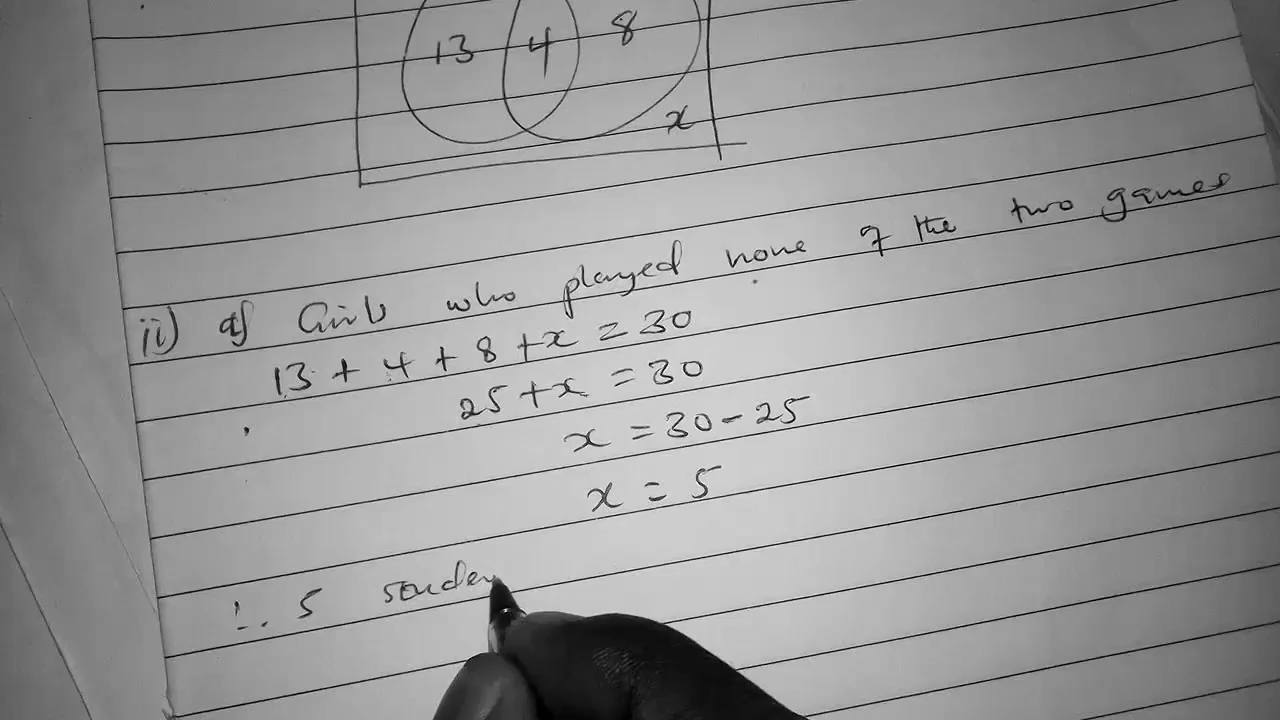 13 4 8
x
ii) of Girls who played none of the two games
13 + 4 + 8 + x = 30
25 + x = 30
x = 30 - 25
x = 5
∴ 5 studen